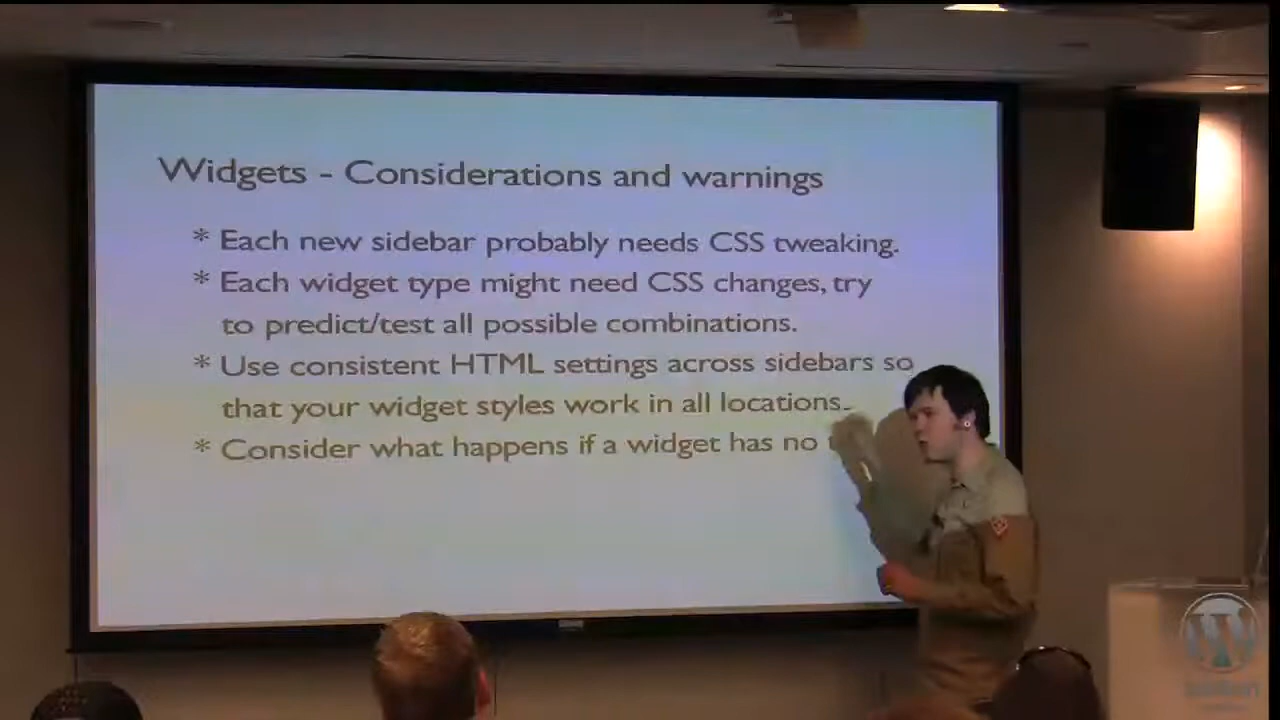 Widgets - Considerations and warnings
* Each new sidebar probably needs CSS tweaking.
* Each widget type might need CSS changes, try
to predict/test all possible combinations.
* Use consistent HTML settings across sidebars so
that your widget styles work in all locations.
* Consider what happens if a widget has no